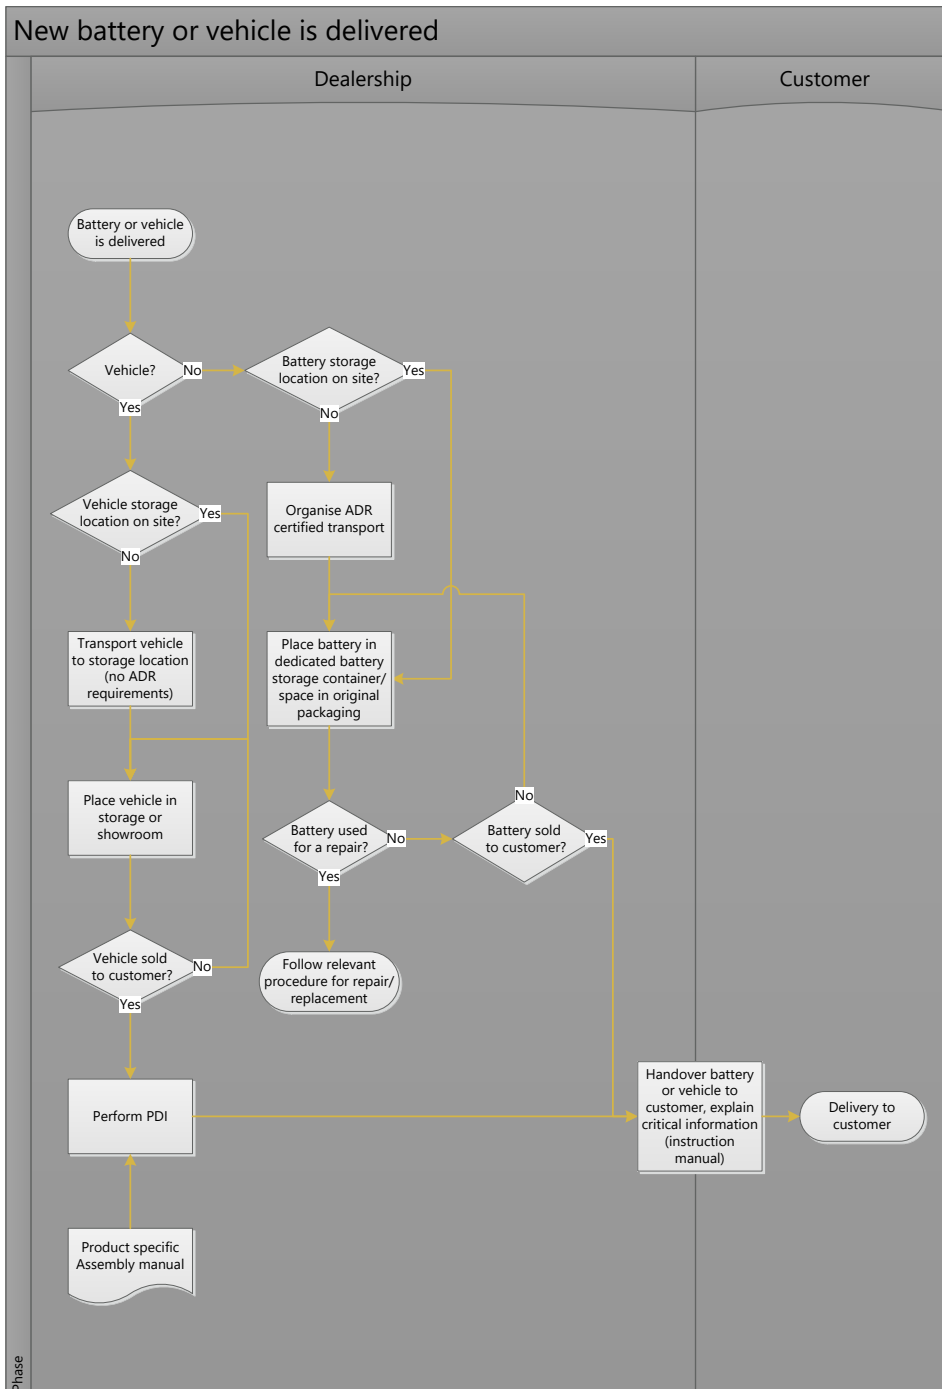 New battery or vehicle is delivered
Dealership
Customer
Battery or vehicle
is delivered
Vehicle?
No
Yes
Battery storage
location on site?
Yes
No
Vehicle storage
location on site?
Yes
No
Organise ADR
certified transport
Transport vehicle
to storage location
(no ADR
requirements)
Place battery in
dedicated battery
storage container/
space in original
packaging
Place vehicle in
storage or
showroom
Battery used
for a repair?
No
Yes
Battery sold
to customer?
No
Yes
Vehicle sold
to customer?
No
Yes
Follow relevant
procedure for repair/
replacement
Perform PDI
Handover battery
or vehicle to
customer, explain
critical information
(instruction
manual)
Delivery to
customer
Product specific
Assembly manual
Phase